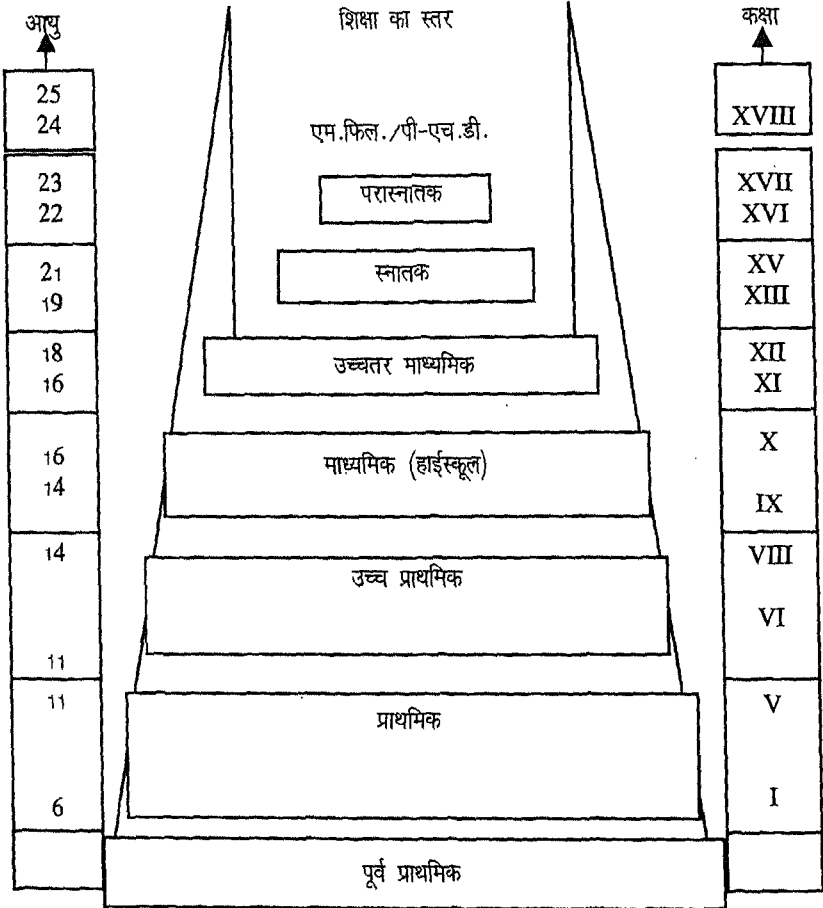 आयु
शिक्षा का स्तर
कक्षा
25
24
एम.फिल./पी-एच.डी.
XVIII
23
22
परास्नातक
XVII
XVI
21
19
स्नातक
XV
XIII
18
16
उच्चतर माध्यमिक
XII
XI
16
14
माध्यमिक (हाईस्कूल)
X
IX
14
11
उच्च प्राथमिक
VIII
VI
11
6
प्राथमिक
V
I
पूर्व प्राथमिक